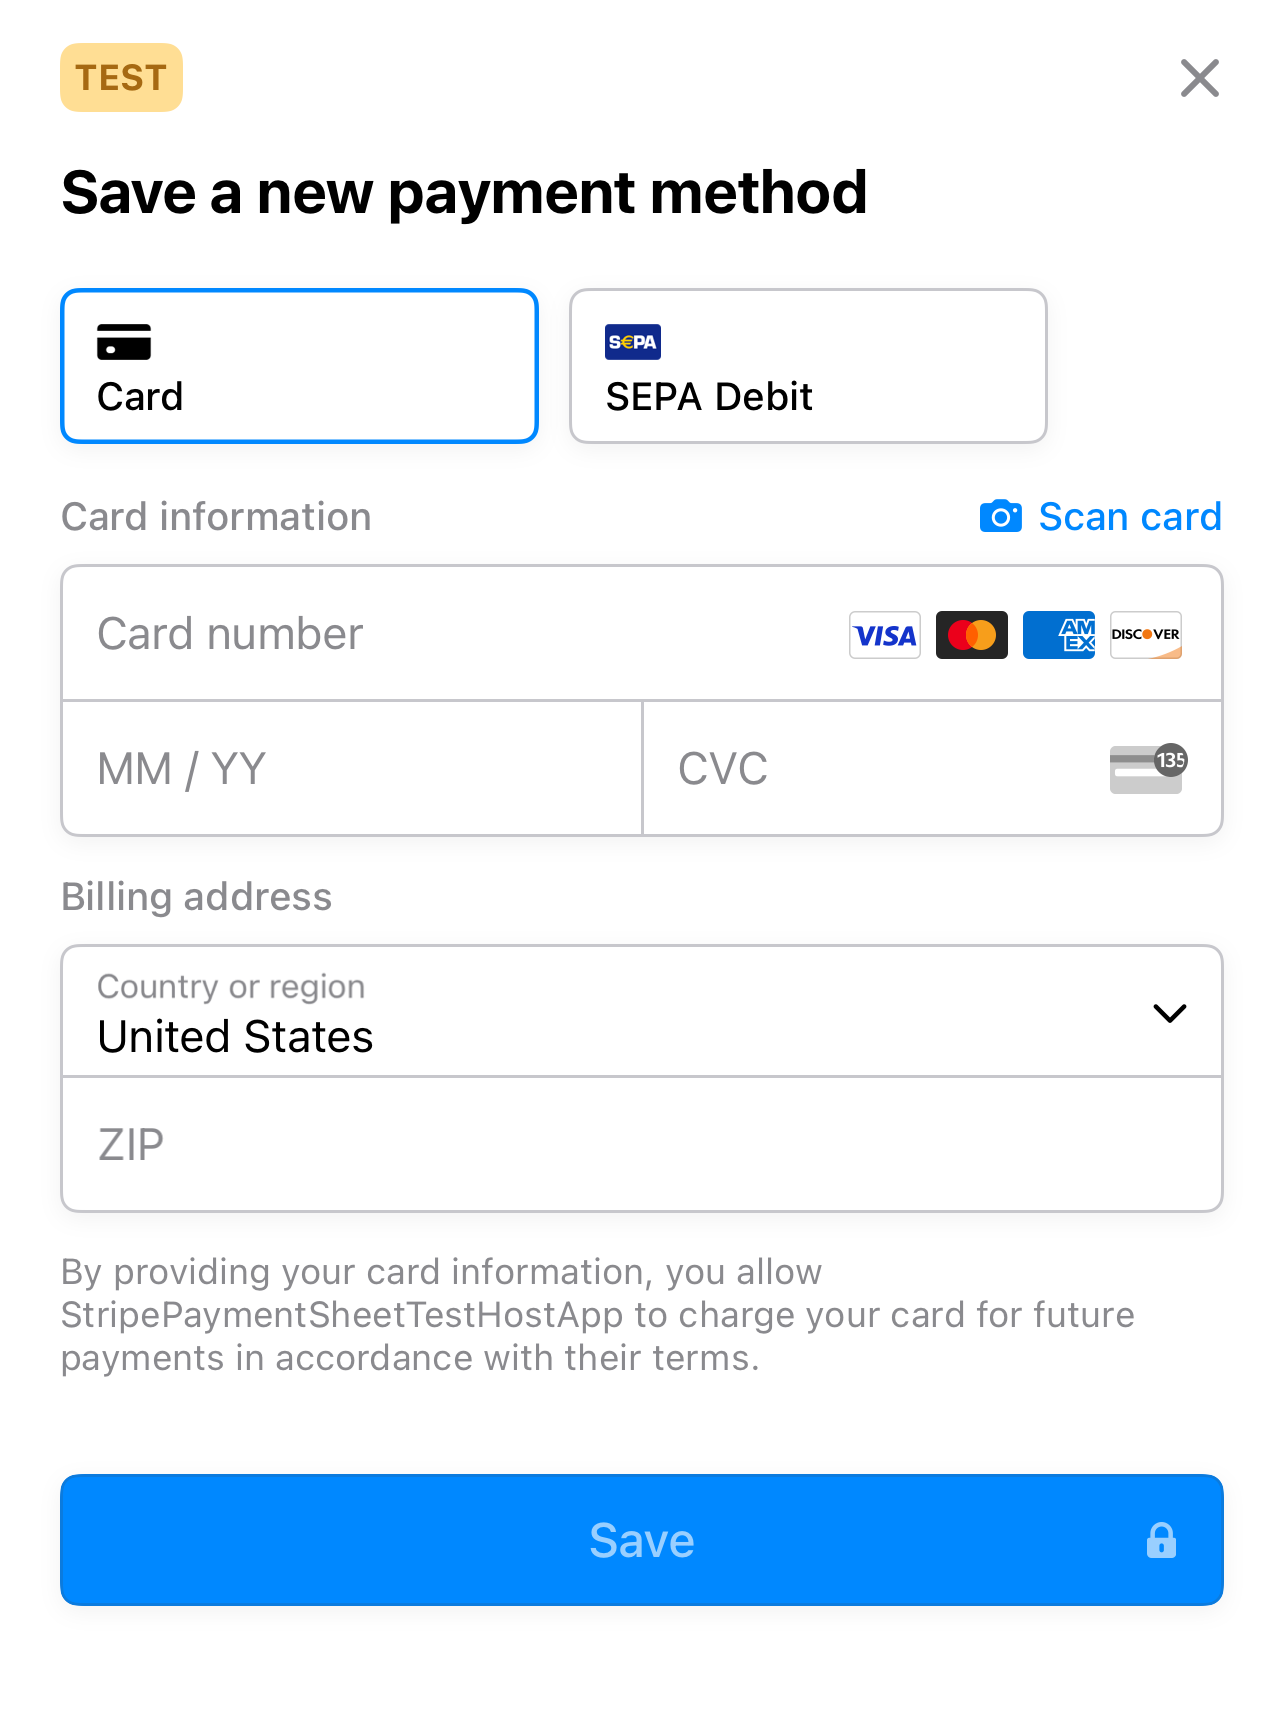 TEST
Save a new payment method
Card
SEPA
SEPA Debit
Card information
Scan card
Card number
VISA
AM
EX
DISCOVER
MM / YY
CVC
135
Billing address
Country or region
United States
ZIP
By providing your card information, you allow
StripePaymentSheetTestHostApp to charge your card for future
payments in accordance with their terms.
Save